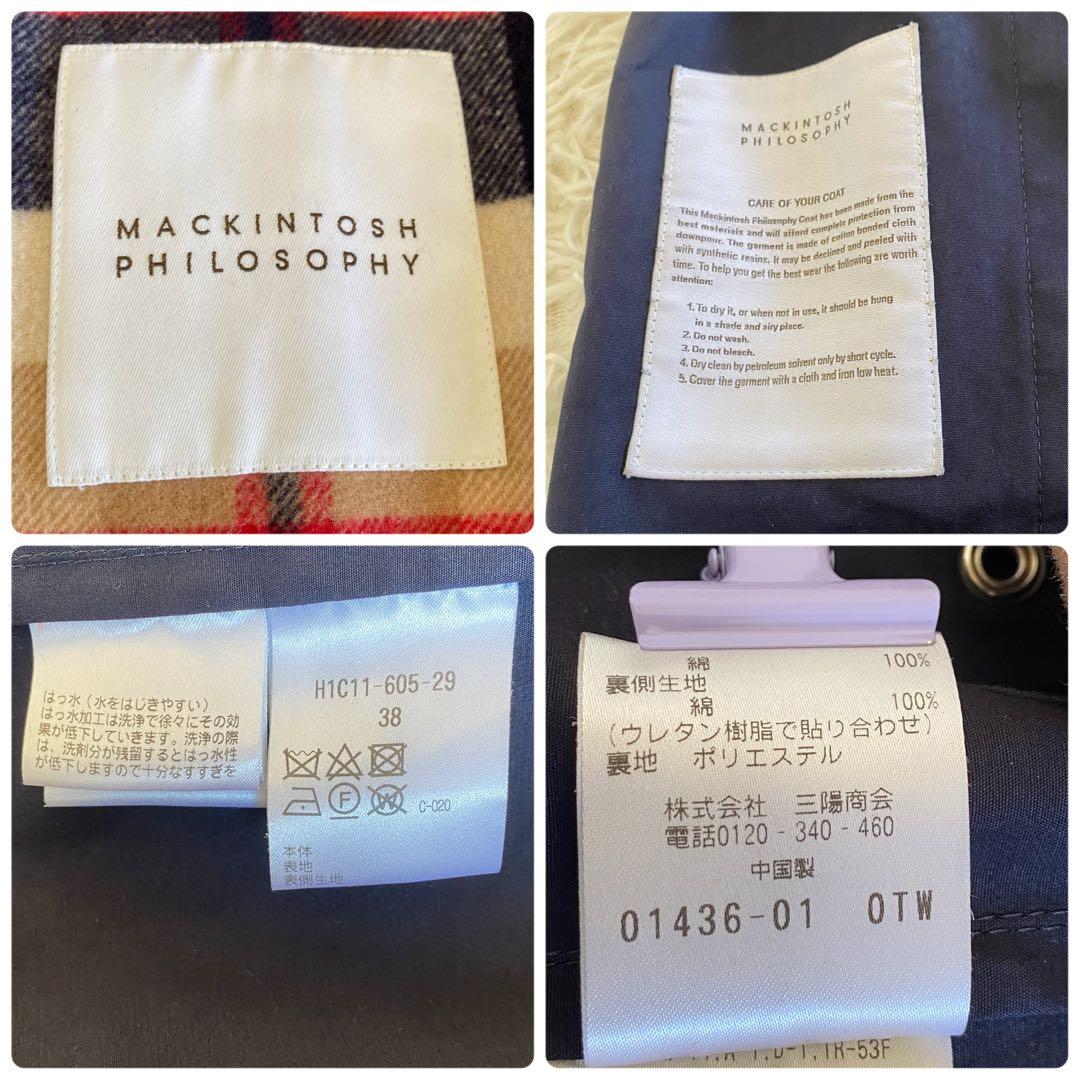 MACKINTOSH
PHILOSOPHY
MACKINTOSH
PHILOSOPHY
CARE OF YOUR COAT
This Mackintosh Philosophy Coat has been made from the
best materials and will afford complete protection from
downpour. The garment is made of cotton bonded cloth
with synthetic resins. It may be declined and peeled with
time. To help you get the best wear the following are worth
attention:
1. To dry it, or when not in use, it should be hung
in a shade and airy place.
2. Do not wash.
3. Do not bleach.
4. Dry clean by petroleum solvent only by short cycle.
5. Cover the garment with a cloth and iron low heat.
はっ水(水をはじきやすい)
はっ水加工は洗浄で徐々にその効
果が低下していきます。洗浄の際
は、洗剤分が残留するとはっ水性
が低下しますので十分なすすぎを
H1C11-605-29
38
F W C-020
本体
表地
裏側生地
綿 100%
裏側生地
綿 100%
(ウレタン樹脂で貼り合わせ)
裏地 ポリエステル
株式会社 三陽商会
電話0120-340-460
中国製
01436-01 OTW
D-1,TR-53F